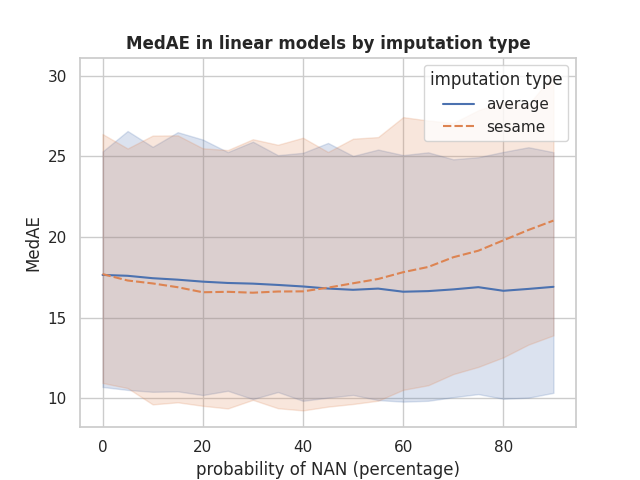 MedAE in linear models by imputation type
imputation type
average
sesame
30
25
20
15
10
MedAE
0 20 40 60 80
probability of NAN (percentage)